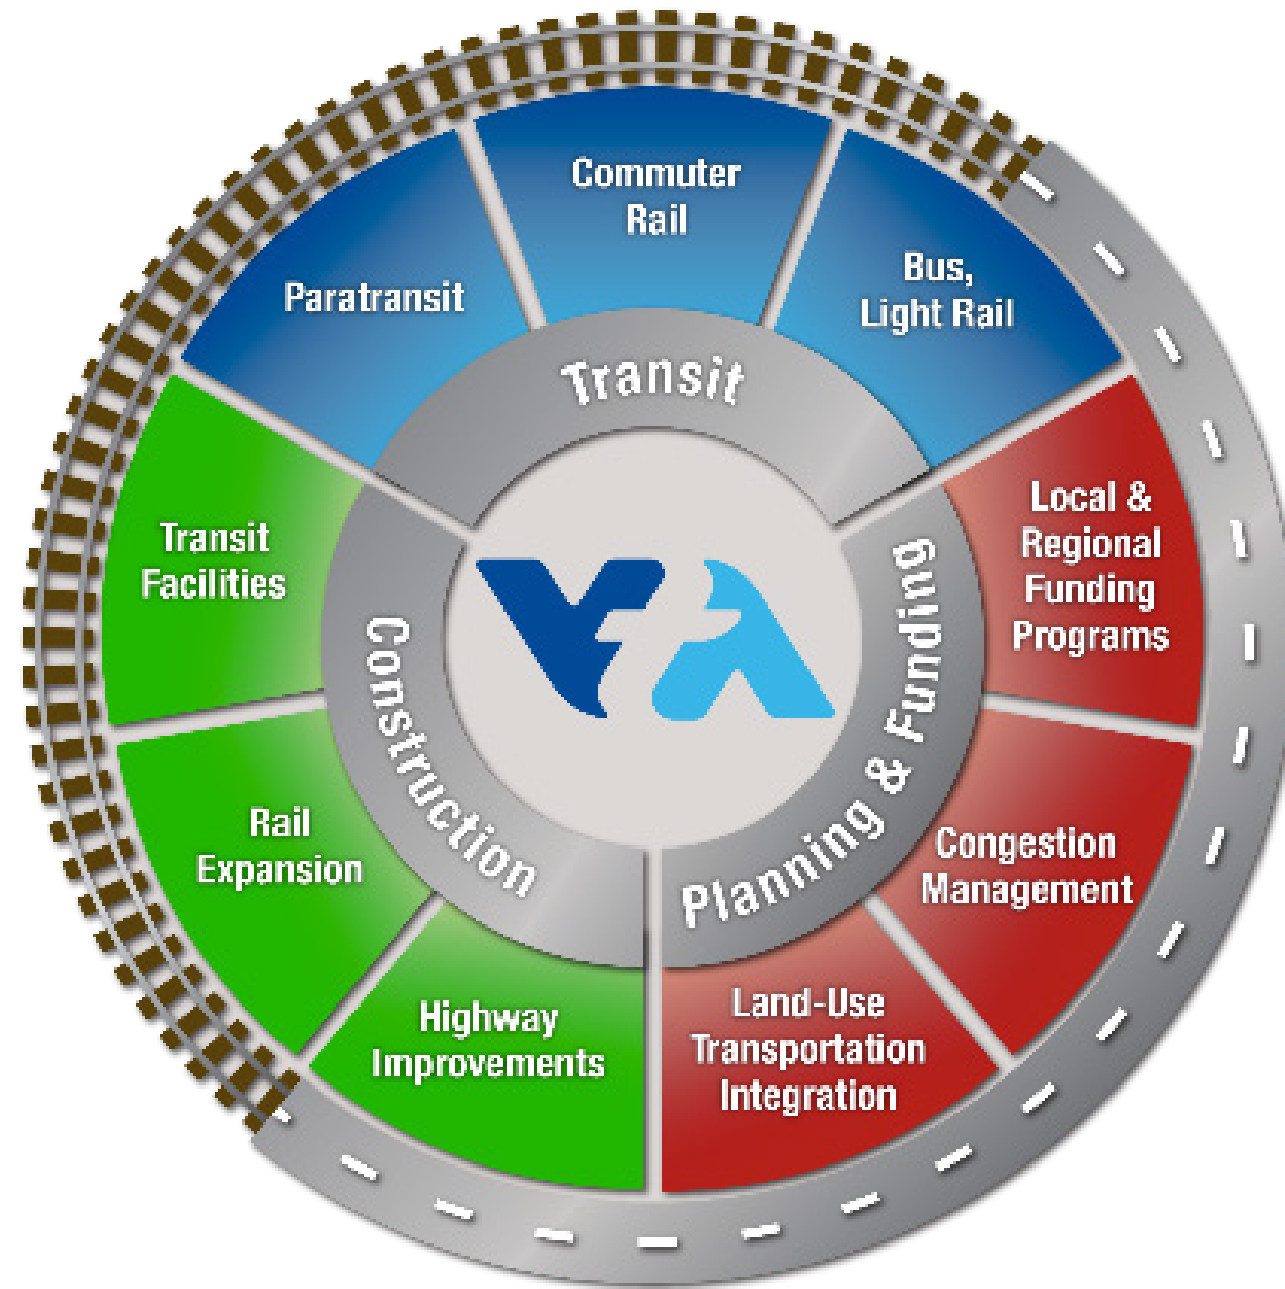 Commuter
Rail
Bus,
Light Rail
Paratransit
Transit
Local &
Regional
Funding
Programs
Transit
Facilities
VTA
Construction
Planning & Funding
Rail
Expansion
Congestion
Management
Highway
Improvements
Land-Use
Transportation
Integration